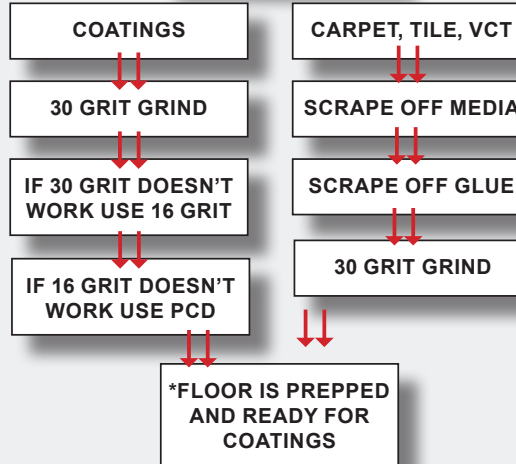 COATINGS
30 GRIT GRIND
IF 30 GRIT DOESN'T
WORK USE 16 GRIT
IF 16 GRIT DOESN'T
WORK USE PCD
CARPET, TILE, VCT
SCRAPE OFF MEDIA
SCRAPE OFF GLUE
30 GRIT GRIND
*FLOOR IS PREPPED
AND READY FOR
COATINGS